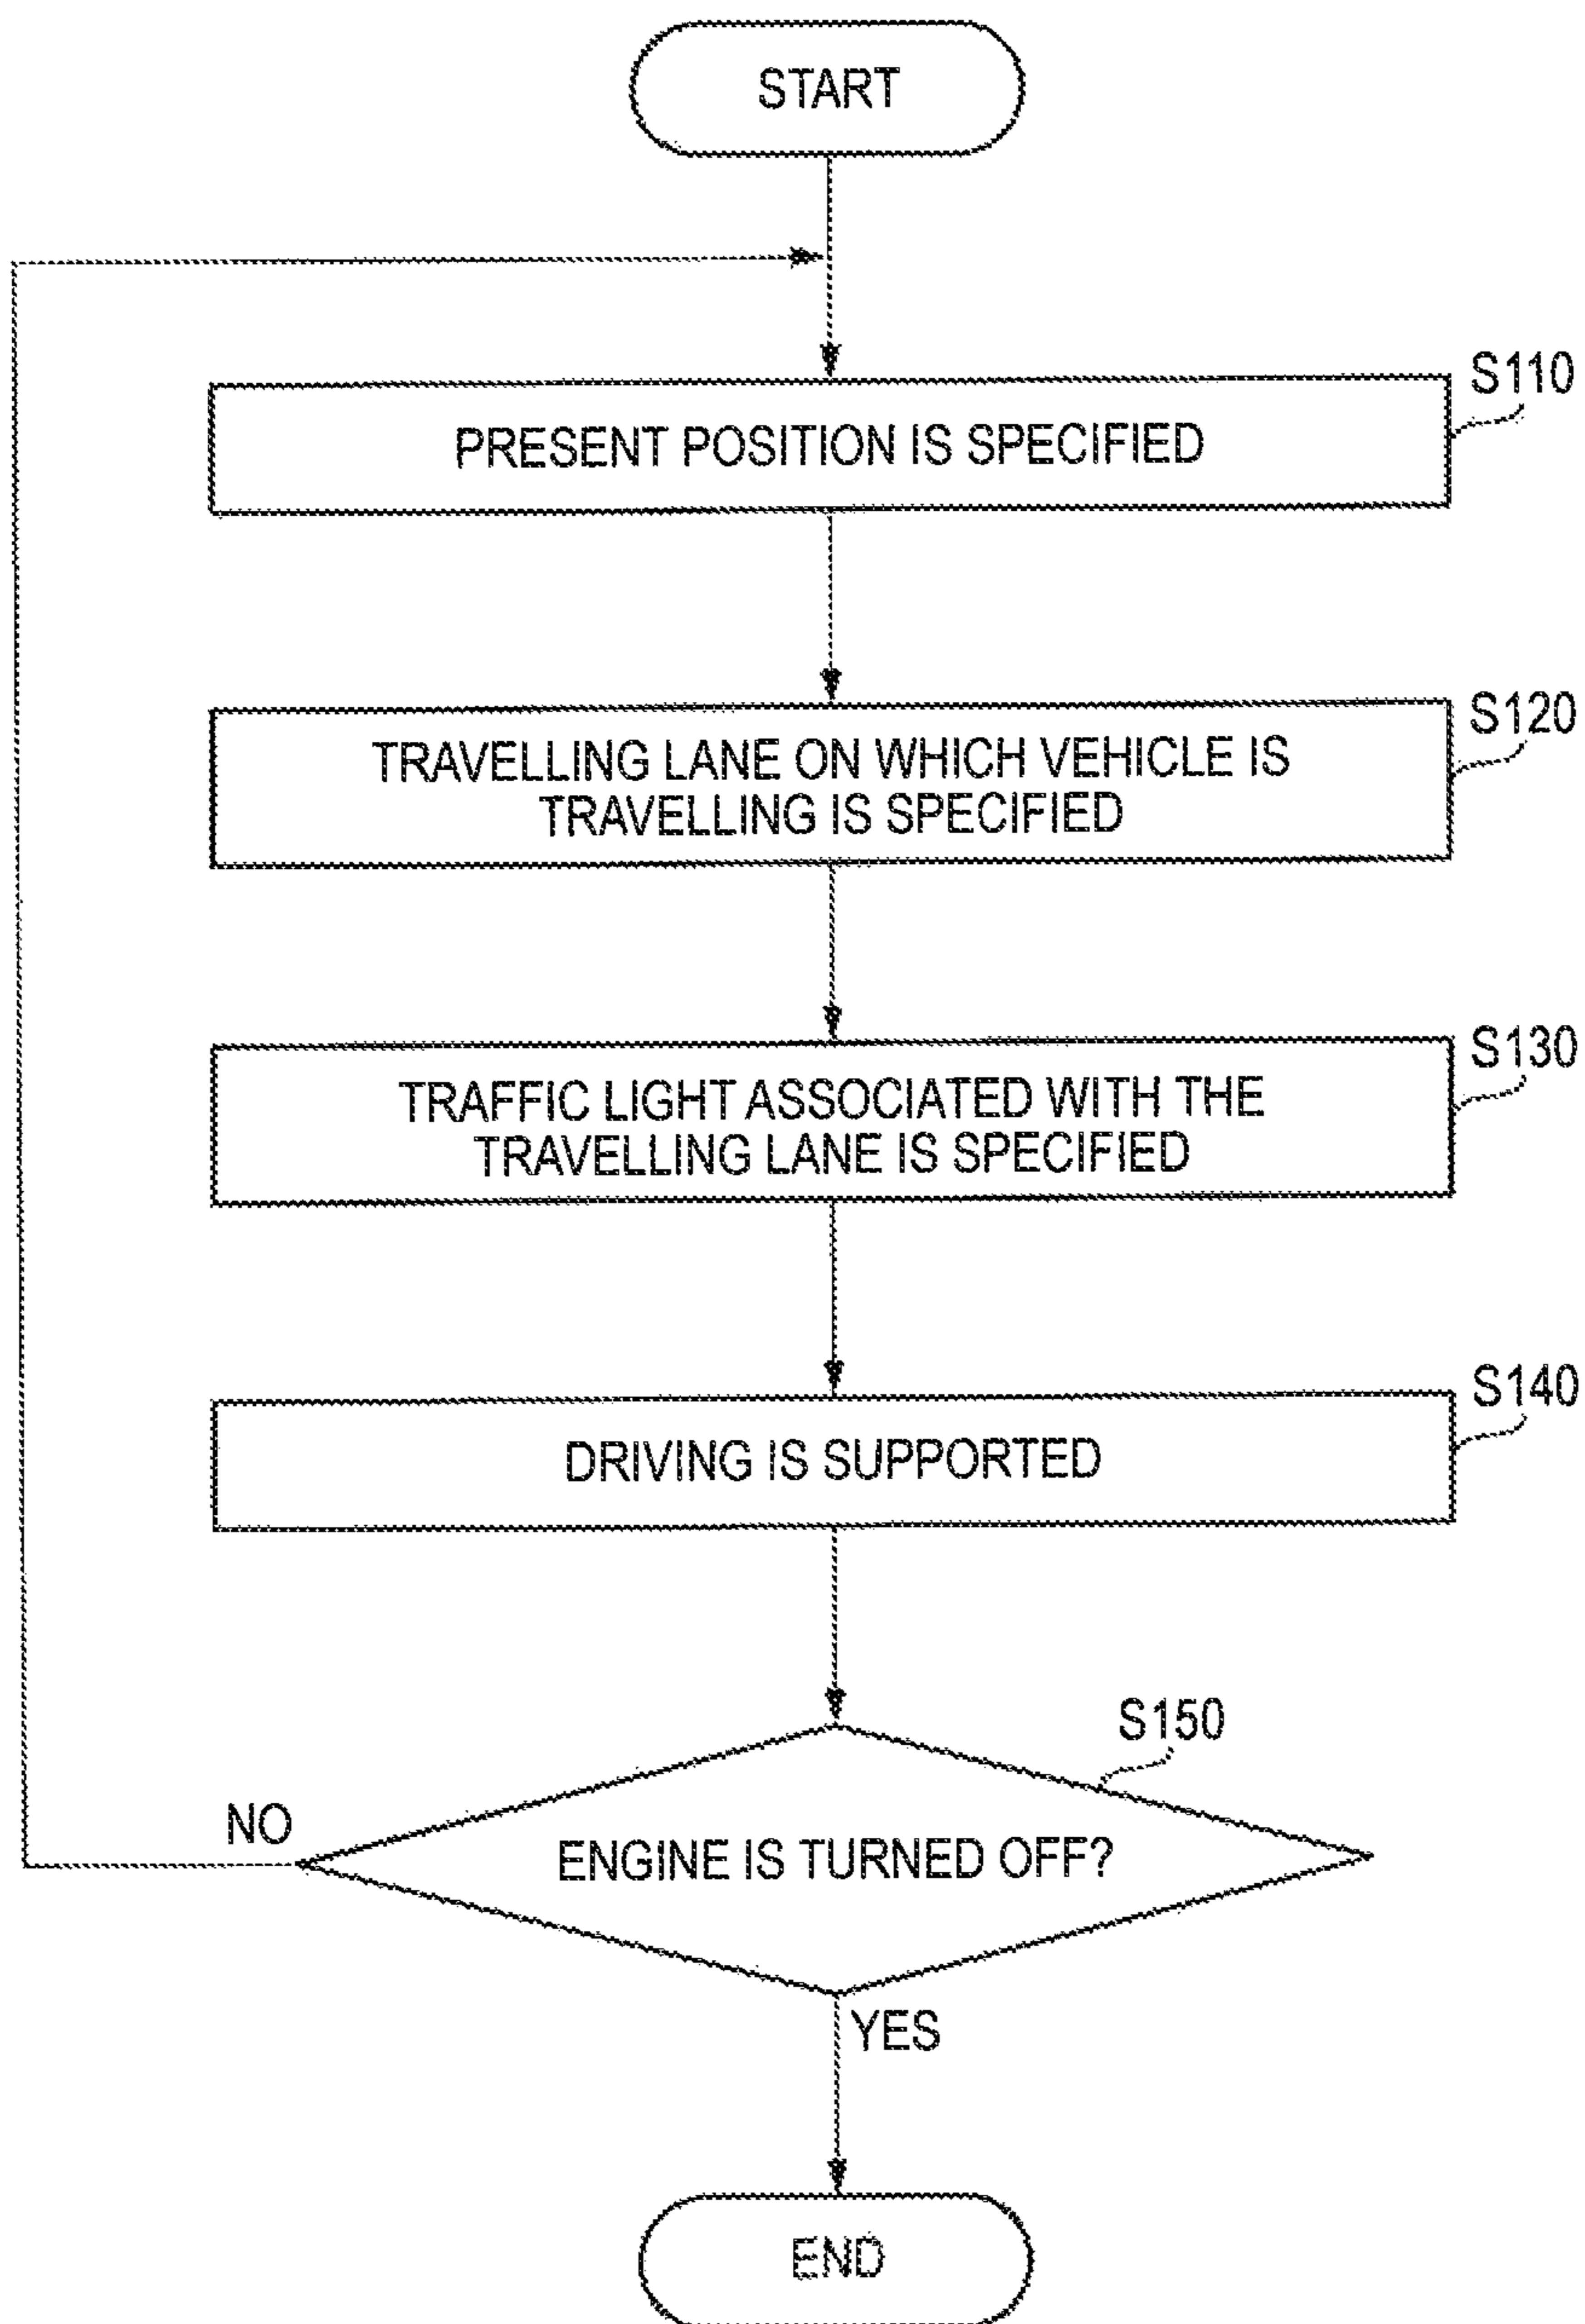 START
S110
PRESENT POSITION IS SPECIFIED
S120
TRAVELLING LANE ON WHICH VEHICLE IS
TRAVELLING IS SPECIFIED
S130
TRAFFIC LIGHT ASSOCIATED WITH THE
TRAVELLING LANE IS SPECIFIED
S140
DRIVING IS SUPPORTED
S150
NO
ENGINE IS TURNED OFF?
YES
END